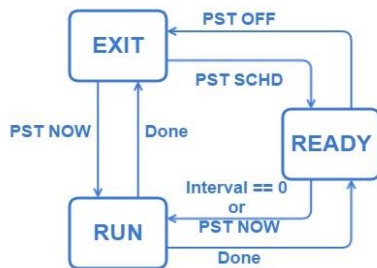 PST OFF
EXIT
PST SCHD
PST NOW
Done
READY
Interval == 0
or
PST NOW
RUN
Done